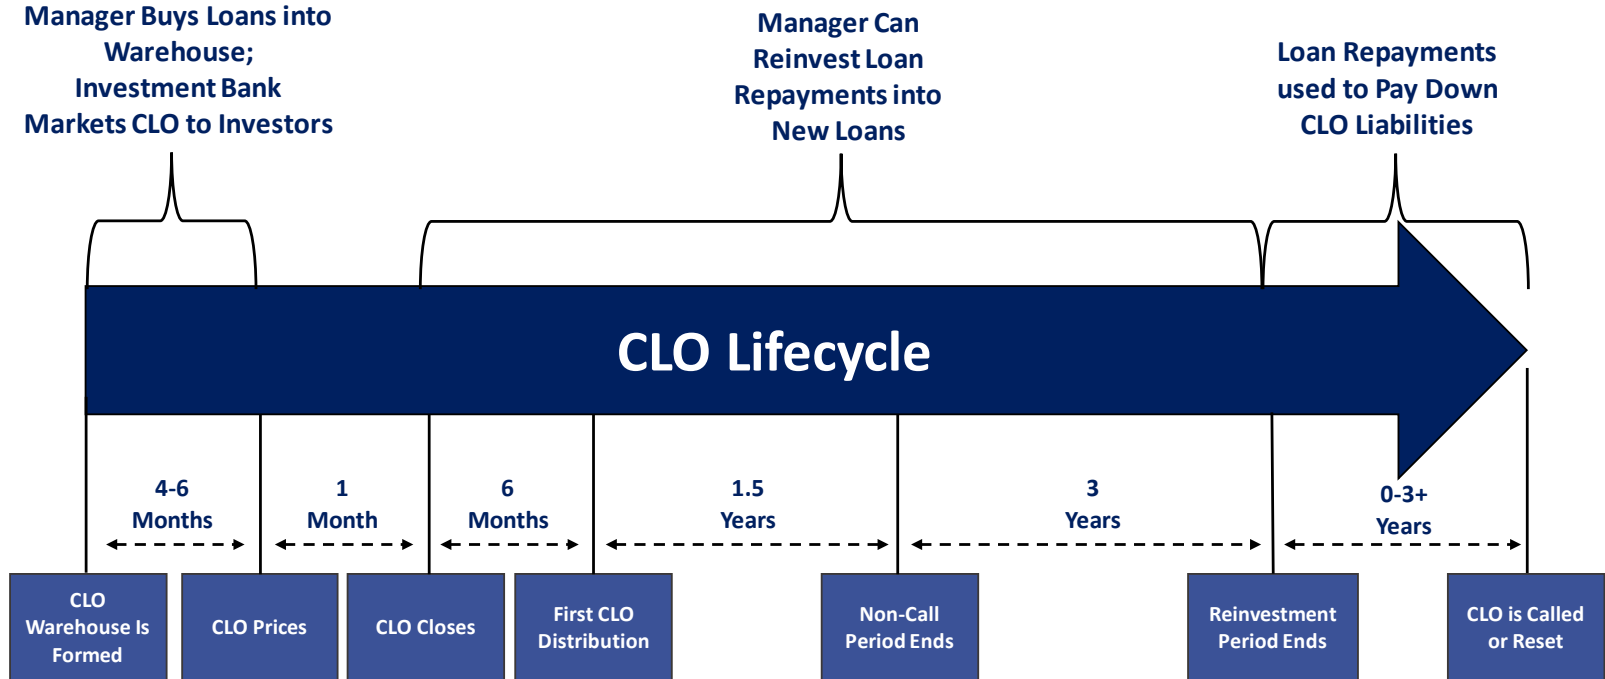 Manager Buys Loans into
Warehouse;
Investment Bank
Markets CLO to Investors
Manager Can
Reinvest Loan
Repayments into
New Loans
Loan Repayments
used to Pay Down
CLO Liabilities
CLO Lifecycle
4-6
Months
1
Month
6
Months
1.5
Years
3
Years
0-3+
Years
CLO
Warehouse Is
Formed
CLO Prices
CLO Closes
First CLO
Distribution
Non-Call
Period Ends
Reinvestment
Period Ends
CLO is Called
or Reset